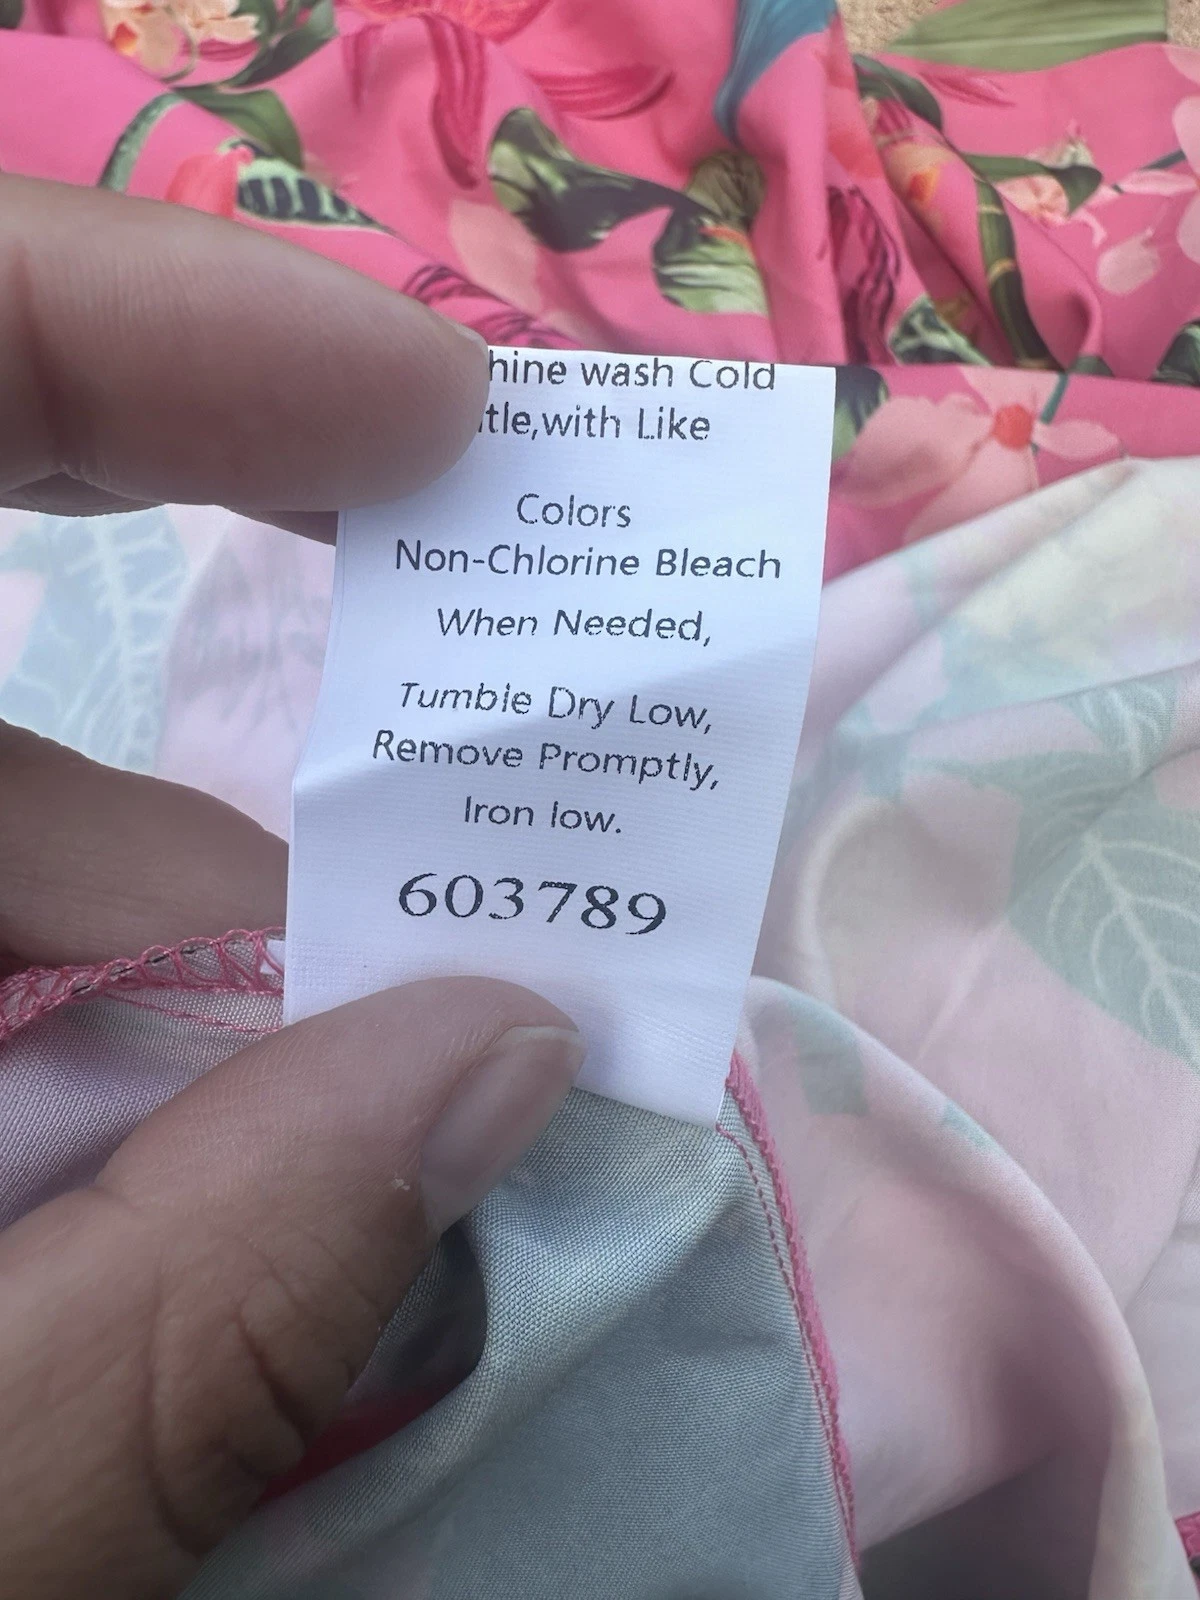 hine wash Cold
tle,with Like
Colors
Non-Chlorine Bleach
When Needed,
Tumble Dry Low,
Remove Promptly,
Iron low.
603789